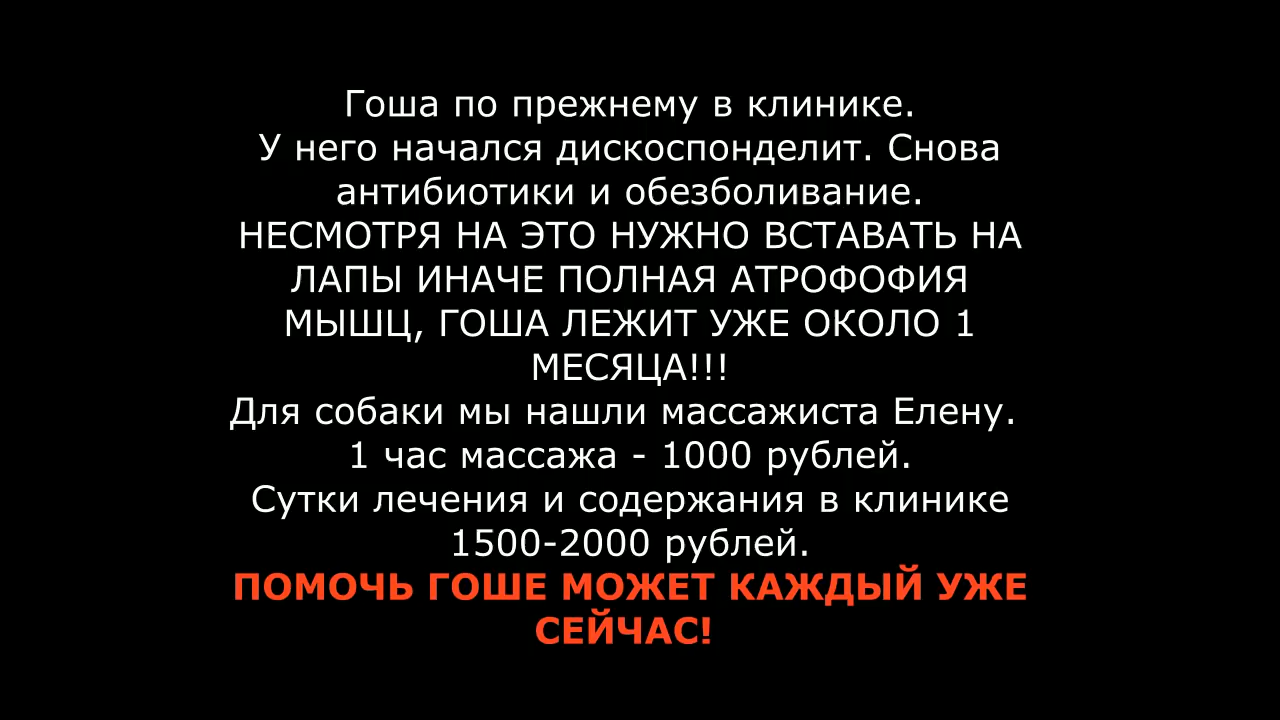 Гоша по прежнему в клинике.
У него начался дискоспонделит. Снова
антибиотики и обезболивание.
НЕСМОТРЯ НА ЭТО НУЖНО ВСТАВАТЬ НА
ЛАПЫ ИНАЧЕ ПОЛНАЯ АТРОФОФИЯ
МЫШЦ, ГОША ЛЕЖИТ УЖЕ ОКОЛО 1
МЕСЯЦА!!!
Для собаки мы нашли массажиста Елену.
1 час массажа - 1000 рублей.
Сутки лечения и содержания в клинике
1500-2000 рублей.
ПОМОЧЬ ГОШЕ МОЖЕТ КАЖДЫЙ УЖЕ
СЕЙЧАС!